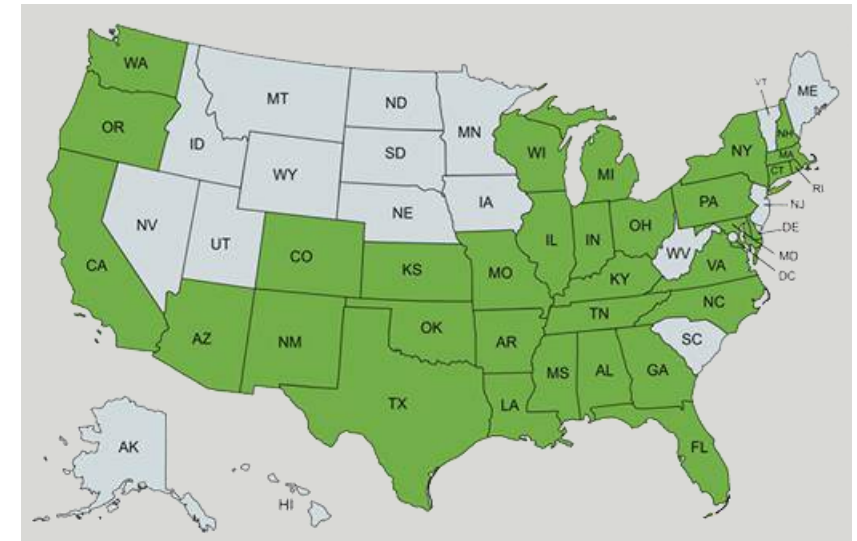 WA
MT
ND
MN
VT
ME
OR
ID
SD
WI
NY
NH
MA
CT
RI
WY
MI
IA
PA
NJ
NE
NV
UT
IL
IN
OH
DE
CA
CO
KS
MO
WV
VA
MD
DC
KY
NC
TN
AZ
NM
OK
AR
SC
TX
MS
AL
GA
LA
FL
AK
HI